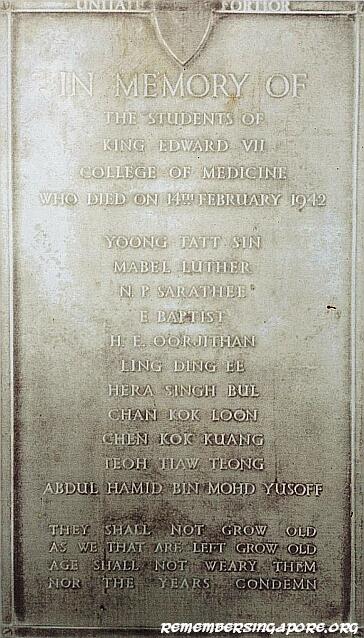 UNITATE FORTIOR
IN MEMORY OF
THE STUDENTS OF
KING EDWARD VII
COLLEGE OF MEDICINE
WHO DIED ON 14TH FEBRUARY 1942
YOONG TATT SIN
MABEL LUTHER
N. P. SARATHEE
E BAPTIST
H. E. OORJITHAN
LING DING EE
HERA SINGH BUL
CHAN KOK LOON
CHEN KOK KUANG
TEOH TIAW TEONG
ABDUL HAMID BIN MOHD YUSOFF
THEY SHALL NOT GROW OLD
AS WE THAT ARE LEFT GROW OLD
AGE SHALL NOT WEARY THEM
NOR THE YEARS CONDEMN
REMEMBERSINGAPORE.ORG